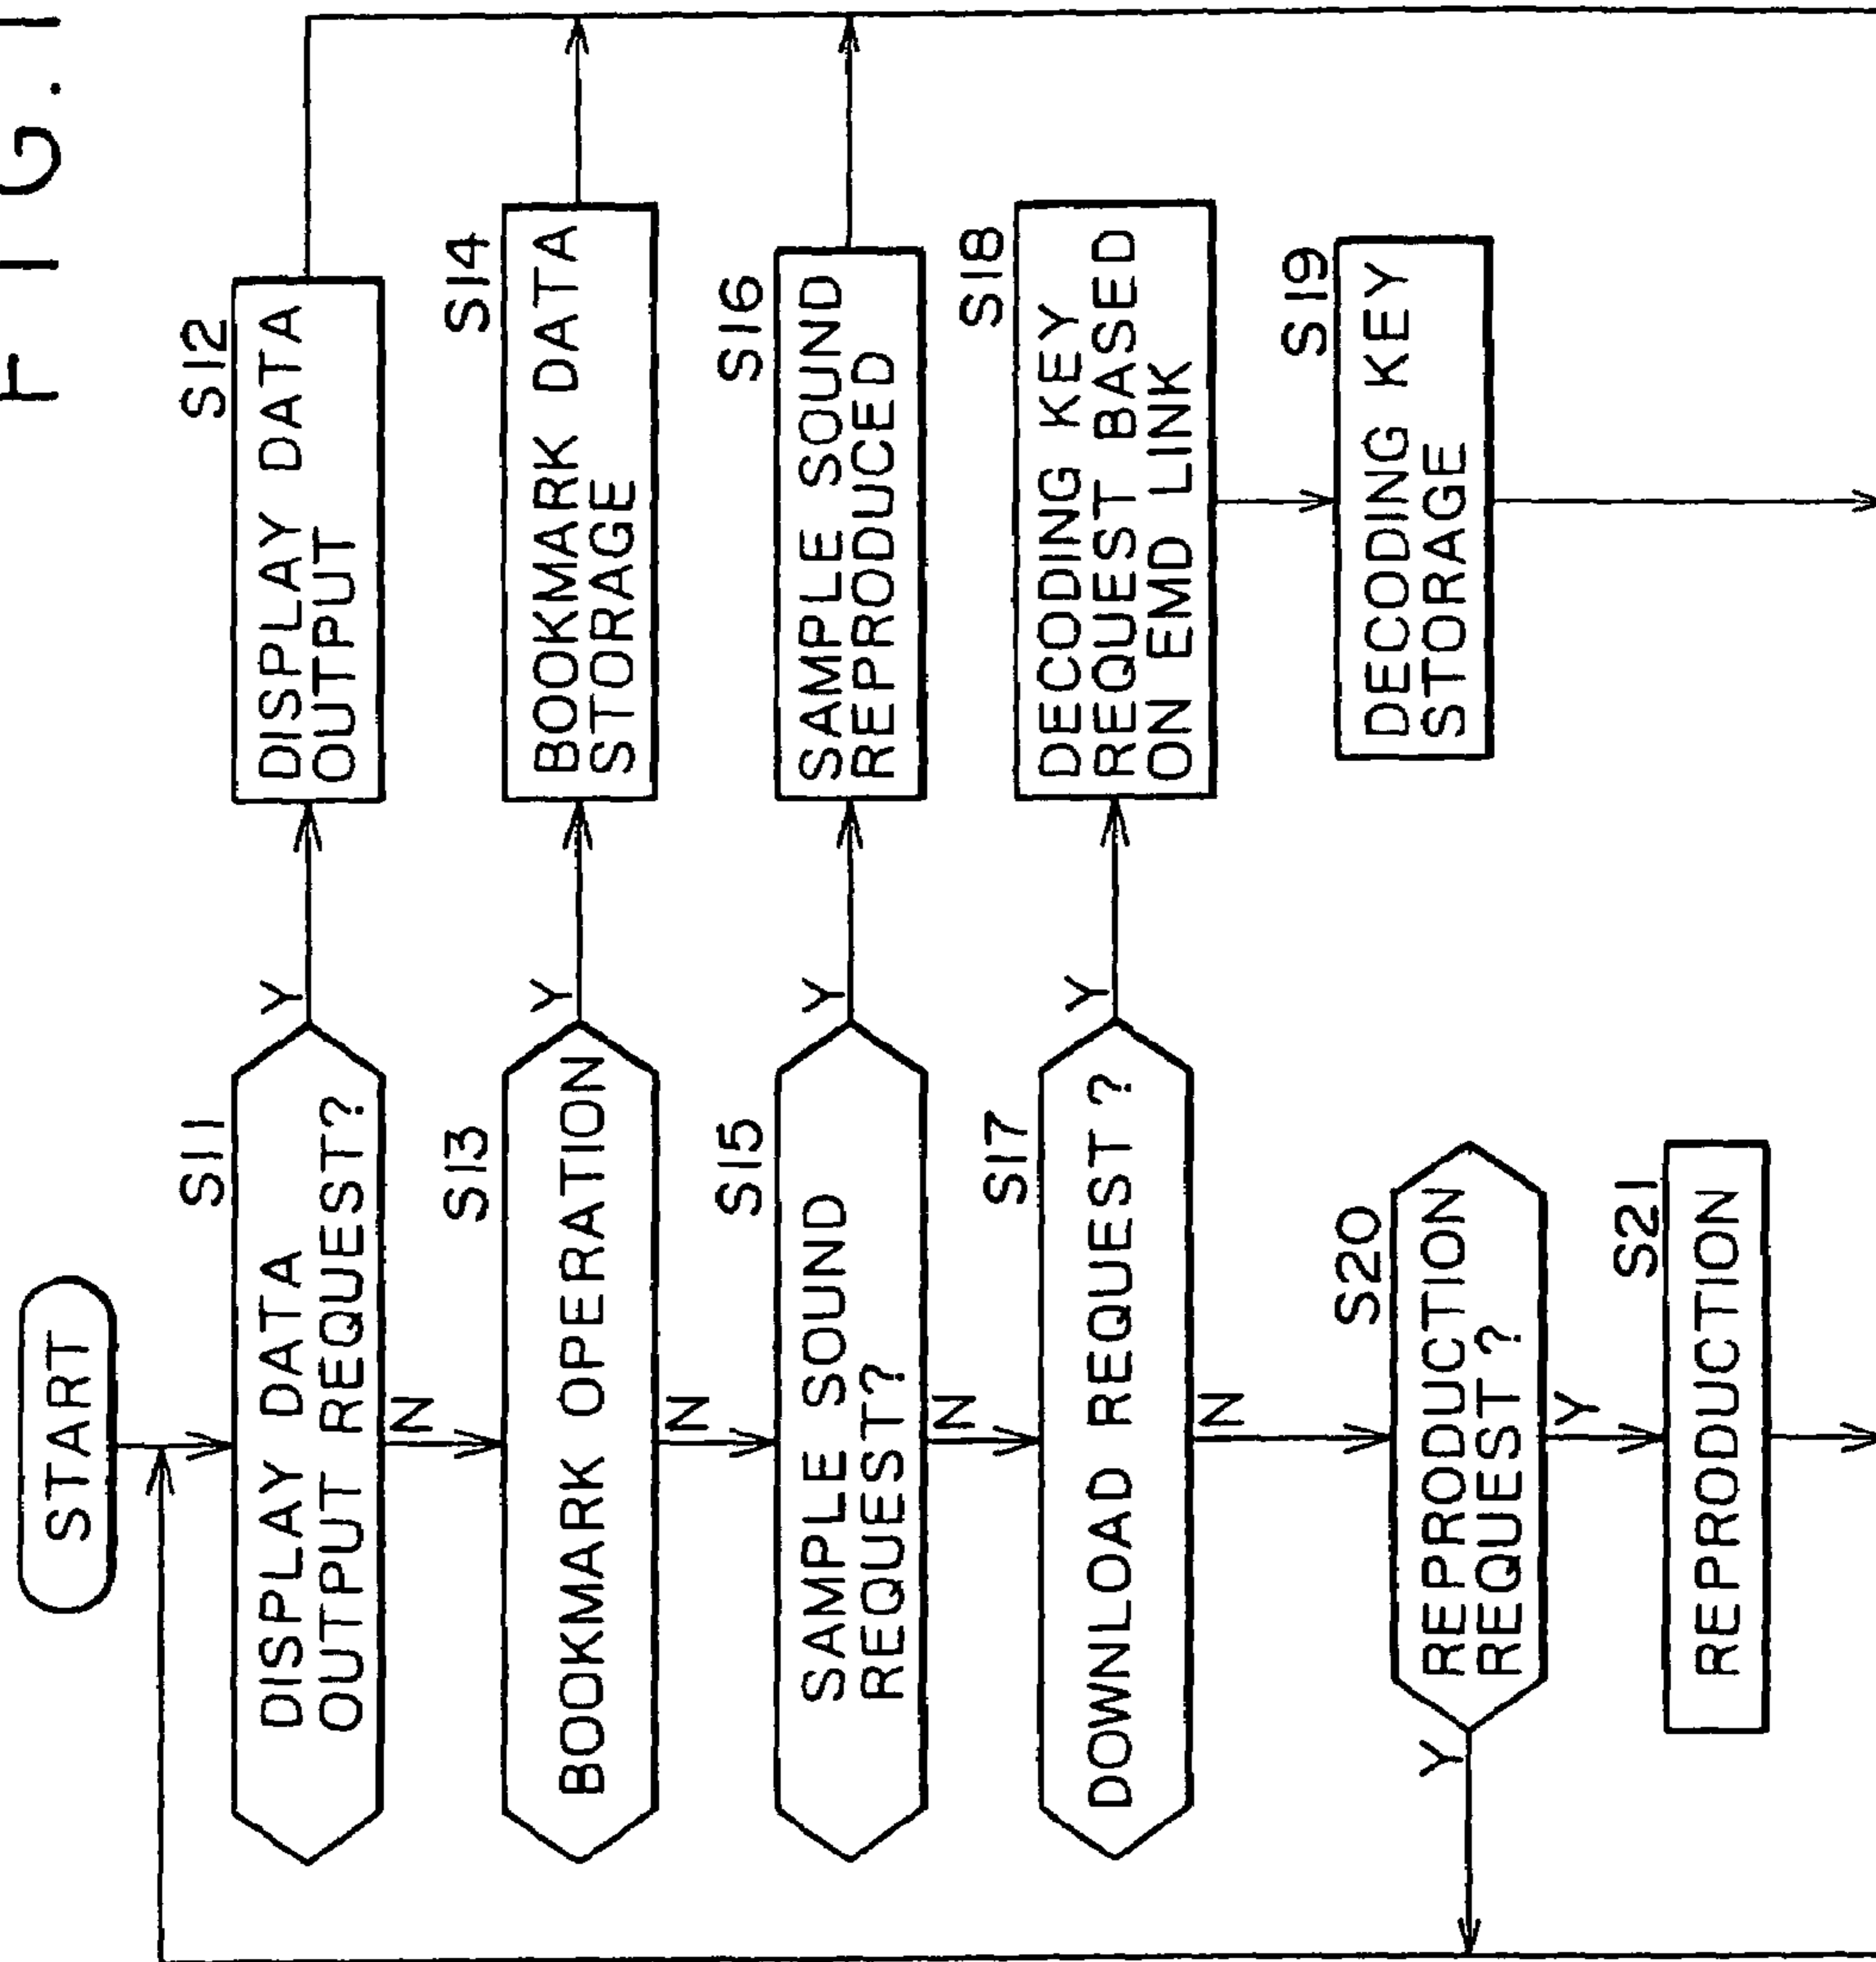 FIG. 1
START
S11
DISPLAY DATA
OUTPUT REQUEST?
Y
N
S12
DISPLAY DATA
OUTPUT
S13
BOOKMARK OPERATION
Y
N
S14
BOOKMARK DATA
STORAGE
S15
SAMPLE SOUND
REQUEST?
Y
N
S16
SAMPLE SOUND
REPRODUCED
S17
DOWNLOAD REQUEST?
Y
N
S18
DECODING KEY
REQUEST BASED
ON EMD LINK
S19
DECODING KEY
STORAGE
S20
REPRODUCTION
REQUEST?
Y
Y
S21
REPRODUCTION